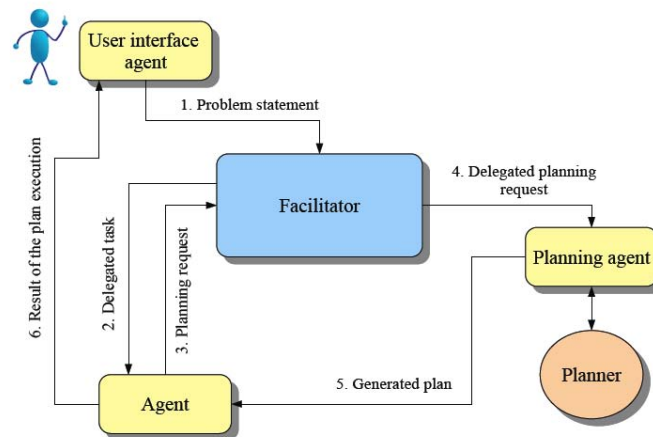 User interface
agent
1. Problem statement
Facilitator
4. Delegated planning
request
Planning agent
Planner
5. Generated plan
Agent
2. Delegated task
3. Planning request
6. Result of the plan execution